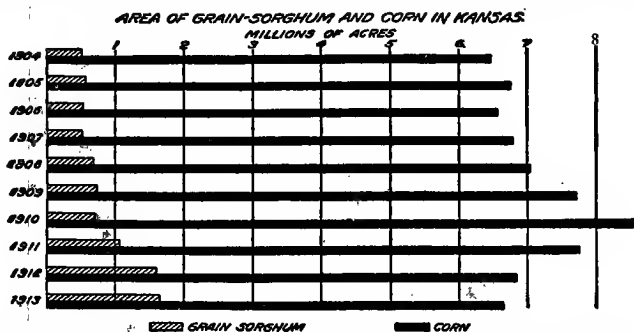 AREA OF GRAIN-SORGHUM AND CORN IN KANSAS.
MILLIONS OF ACRES
1 2 3 4 5 6 7 8
1904
1905
1906
1907
1908
1909
1910
1911
1912
1913
GRAIN SORGHUM CORN